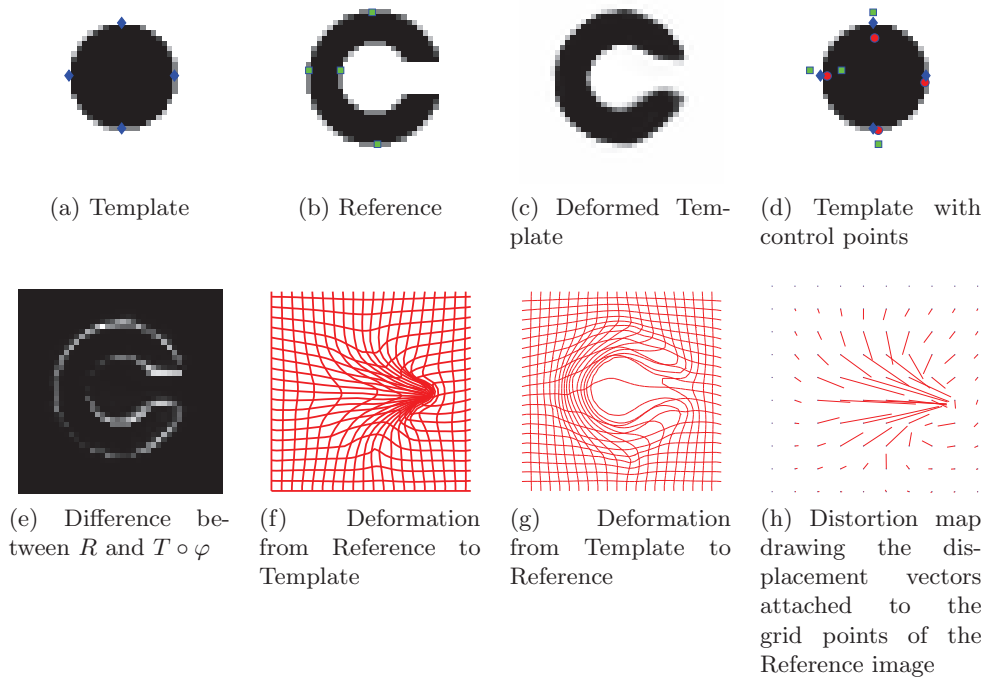 (a) Template
(b) Reference
(c) Deformed Tem-
plate
(d) Template with
control points
(e) Difference be-
tween R and T ∘ φ
(f) Deformation
from Reference to
Template
(g) Deformation
from Template to
Reference
(h) Distortion map
drawing the dis-
placement vectors
attached to the
grid points of the
Reference image